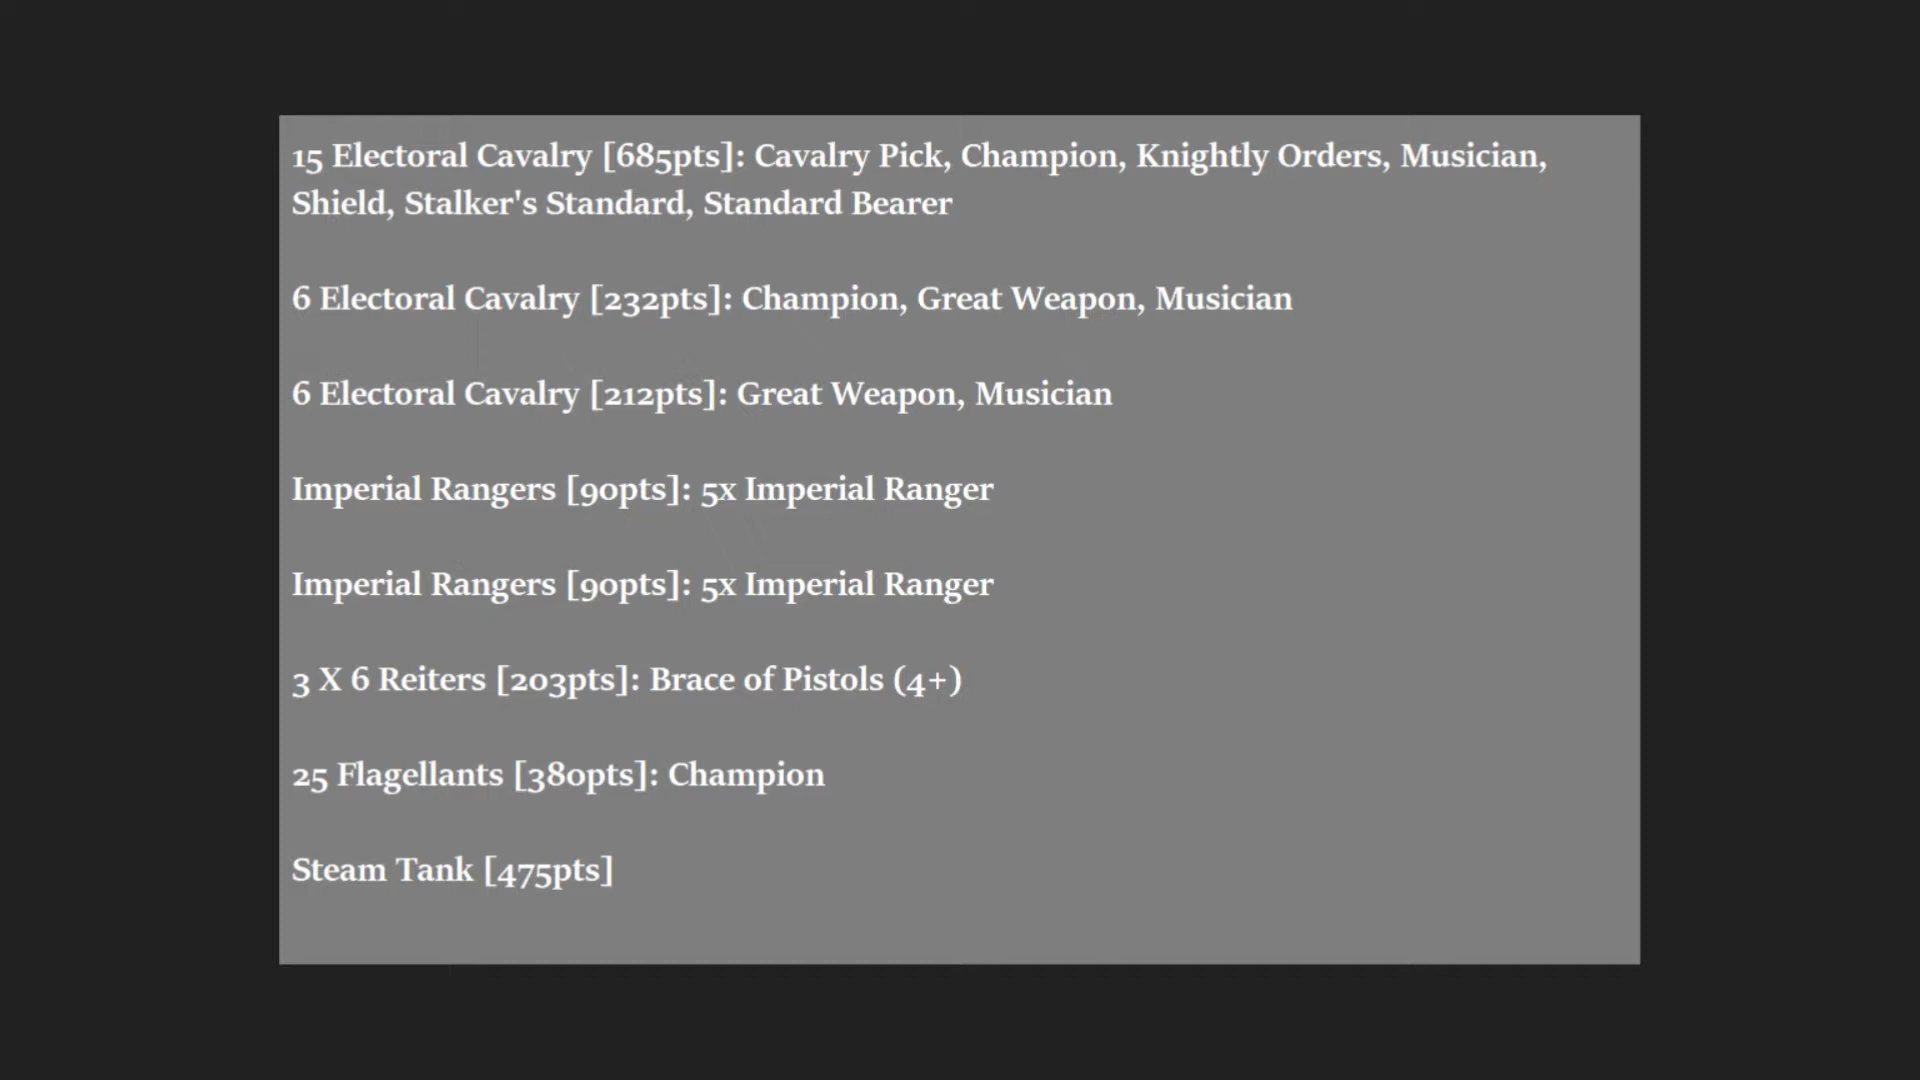 15 Electoral Cavalry [685pts]: Cavalry Pick, Champion, Knightly Orders, Musician,
Shield, Stalker's Standard, Standard Bearer
6 Electoral Cavalry [232pts]: Champion, Great Weapon, Musician
6 Electoral Cavalry [212pts]: Great Weapon, Musician
Imperial Rangers [90pts]: 5x Imperial Ranger
Imperial Rangers [90pts]: 5x Imperial Ranger
3 X 6 Reiters [203pts]: Brace of Pistols (4+)
25 Flagellants [380pts]: Champion
Steam Tank [475pts]